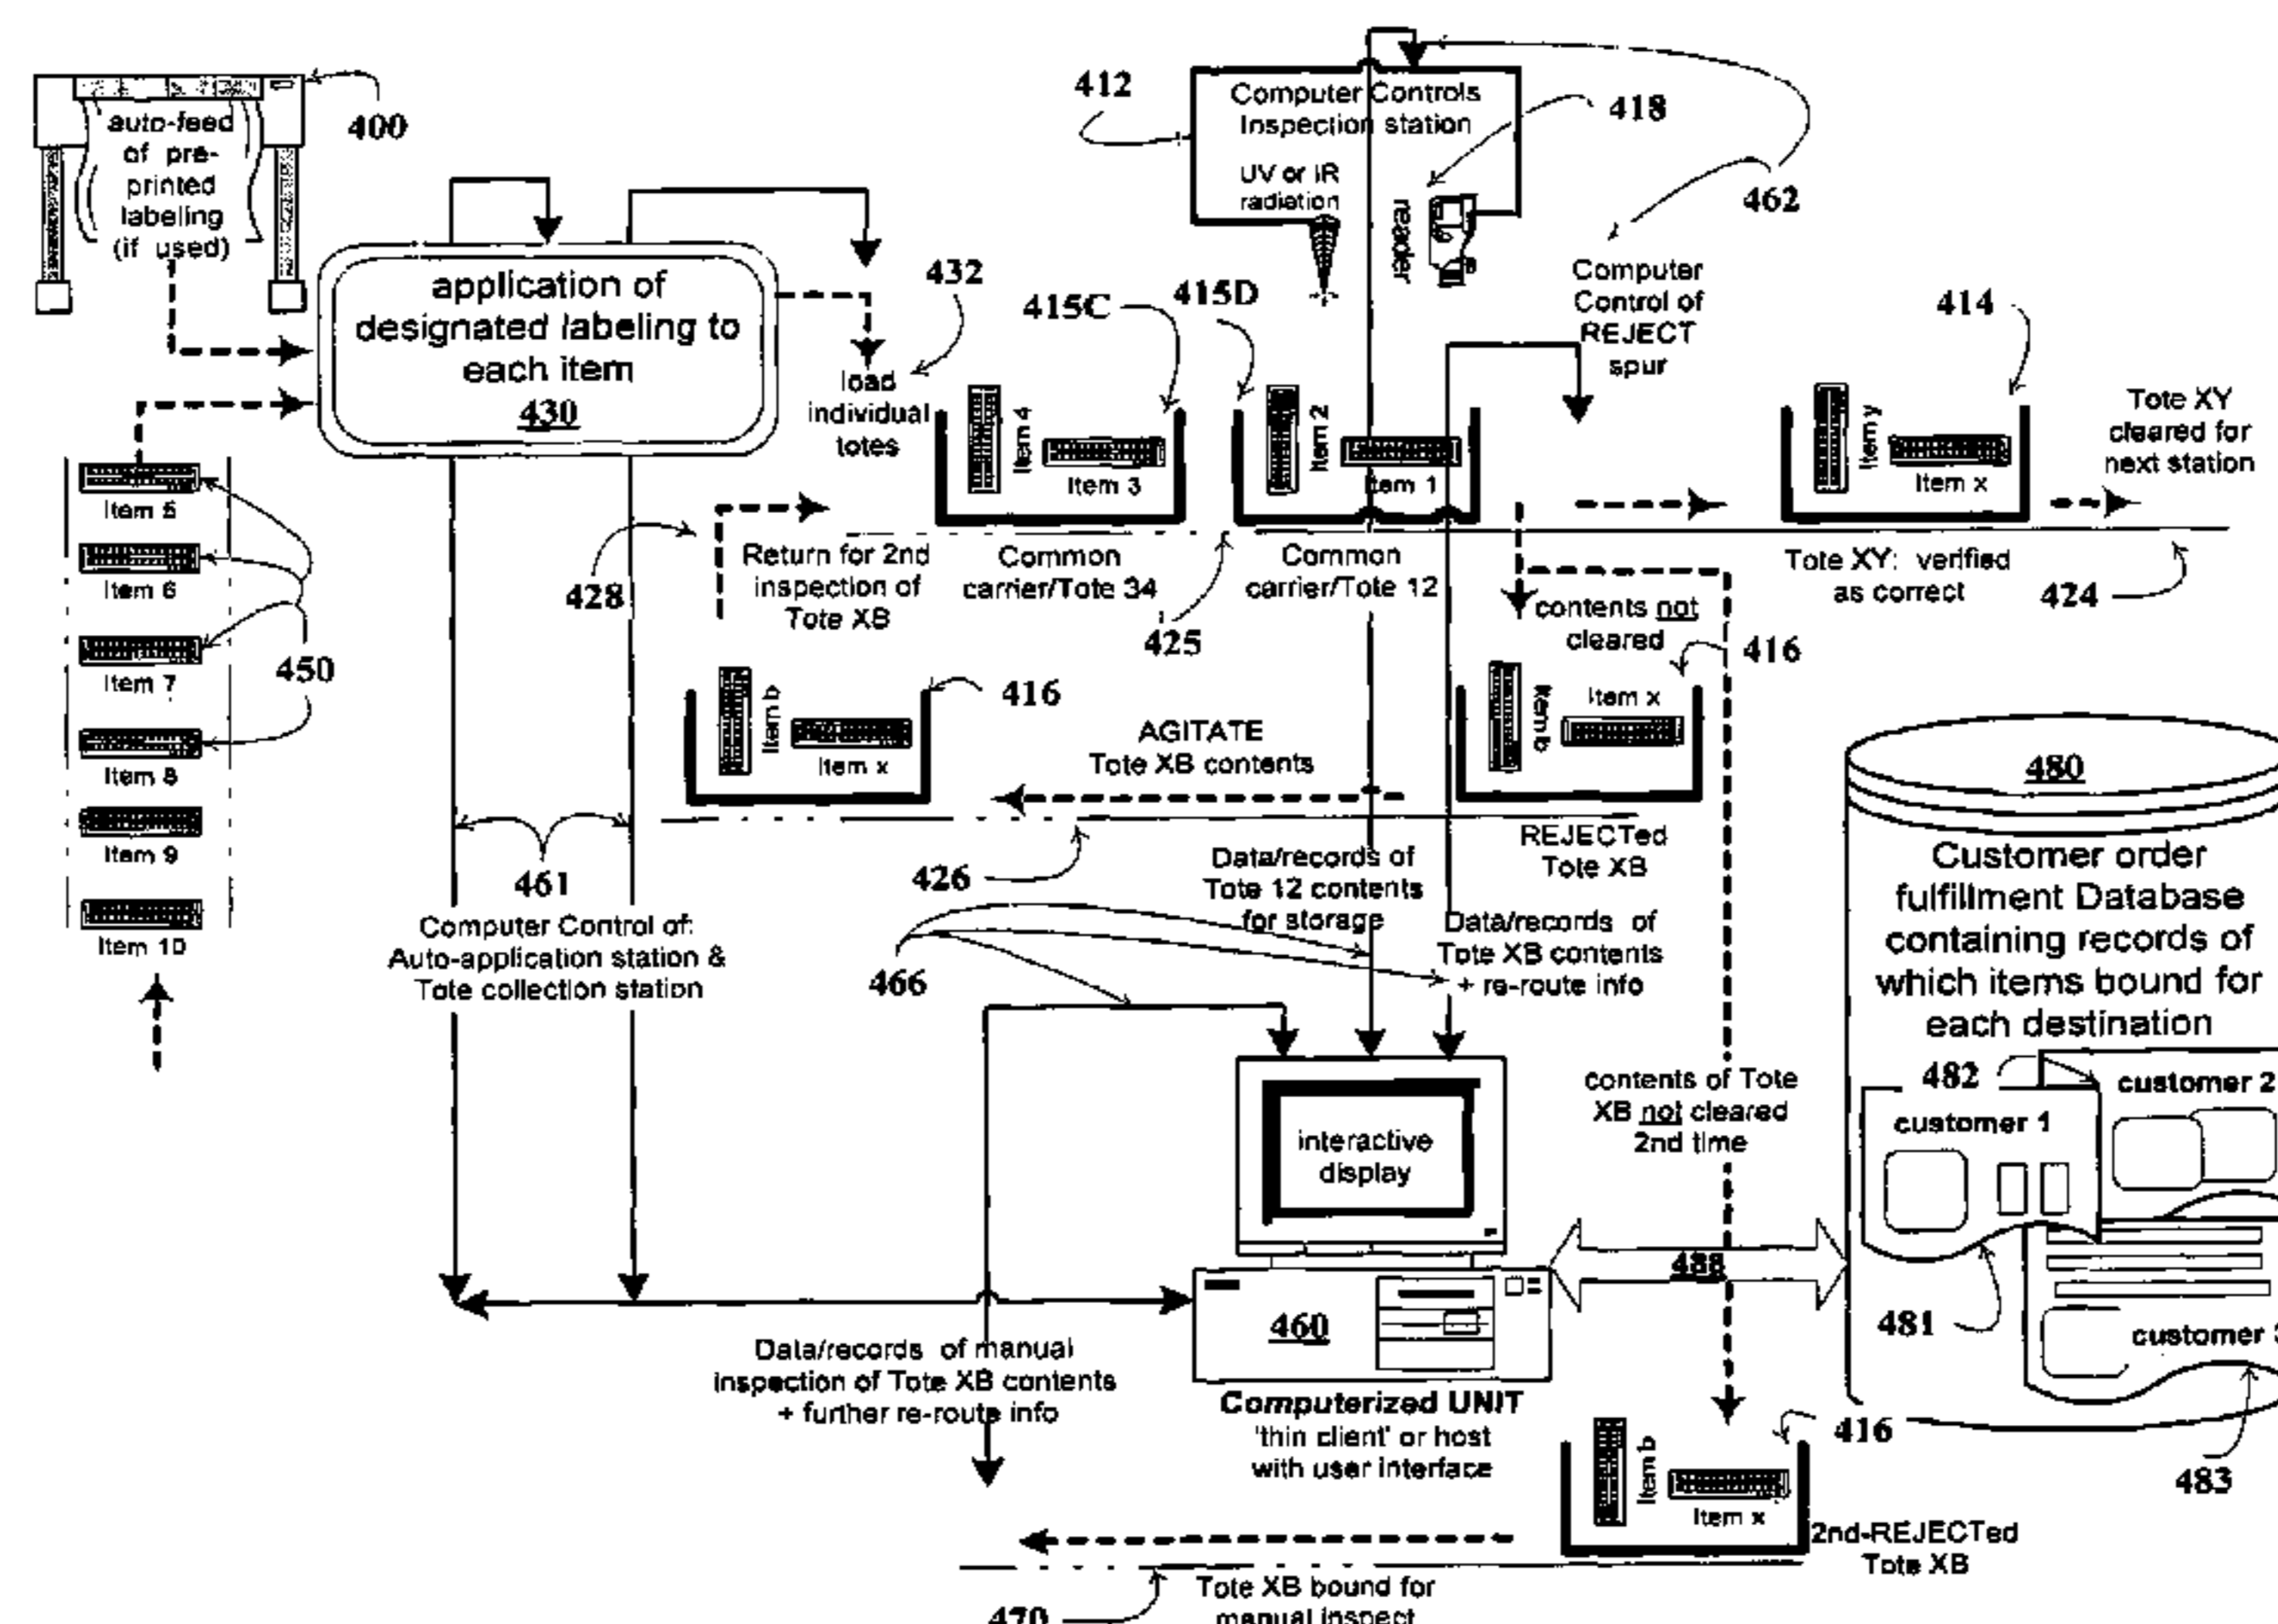 400
auto-feed
of pre-
printed
labeling
(if used)
application of
designated labeling to
each item
430
432
load
individual
totes
412
Computer Controls
Inspection station
UV or IR
radiation
reader
418
462
Computer
Control of
REJECT
spur
415C
415D
Item 4
Item 3
Item 2
Item 1
414
Item y
Item x
Tote XY
cleared for
next station
428
Return for 2nd
inspection of
Tote XB
Common
carrier/Tote 34
425
Common
carrier/Tote 12
Tote XY: verified
as correct
424
contents not
cleared
416
Item 5
Item 6
Item 7
Item 8
Item 9
Item 10
450
Item b
Item x
416
AGITATE
Tote XB contents
Item b
Item x
REJECTed
Tote XB
426
461
Computer Control of:
Auto-application station &
Tote collection station
Data/records of
Tote 12 contents
for storage
466
Data/records of
Tote XB contents
+ re-route info
480
Customer order
fulfillment Database
containing records of
which items bound for
each destination
482
customer 2
customer 1
481
customer
483
contents of Tote
XB not cleared
2nd time
interactive
display
488
460
Computerized UNIT
'thin client' or host
with user interface
Data/records of manual
inspection of Tote XB contents
+ further re-route info
416
Item b
Item x
2nd-REJECTed
Tote XB
470
Tote XB bound for
manual inspect